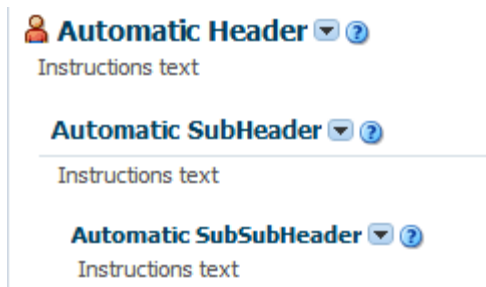 Automatic Header
Instructions text
Automatic SubHeader
Instructions text
Automatic SubSubHeader
Instructions text